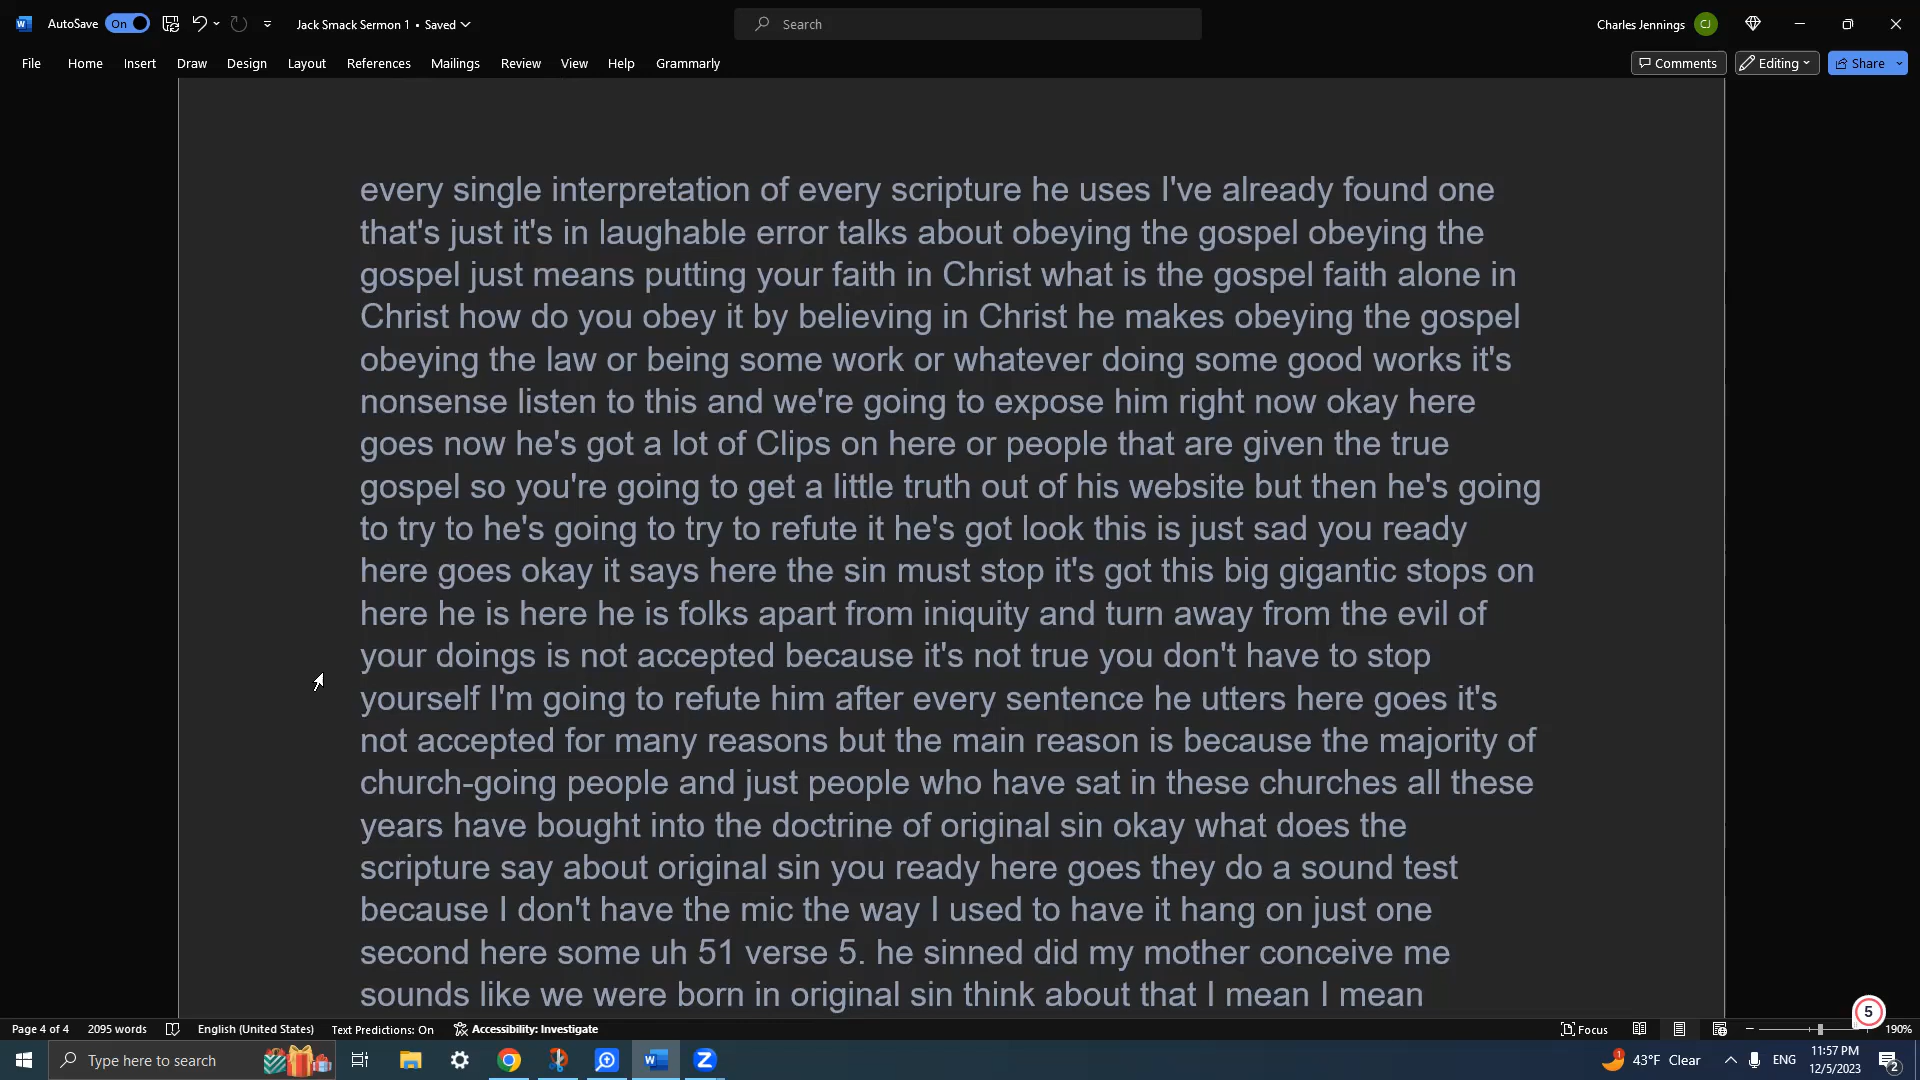 AutoSave On Jack Smack Sermon 1 • Saved Search Charles Jennings CJ
File Home Insert Draw Design Layout References Mailings Review View Help Grammarly Comments Editing Share
every single interpretation of every scripture he uses I've already found one
that's just it's in laughable error talks about obeying the gospel obeying the
gospel just means putting your faith in Christ what is the gospel faith alone in
Christ how do you obey it by believing in Christ he makes obeying the gospel
obeying the law or being some work or whatever doing some good works it's
nonsense listen to this and we're going to expose him right now okay here
goes now he's got a lot of Clips on here or people that are given the true
gospel so you're going to get a little truth out of his website but then he's going
to try to he's going to try to refute it he's got look this is just sad you ready
here goes okay it says here the sin must stop it's got this big gigantic stops on
here he is here he is folks apart from iniquity and turn away from the evil of
your doings is not accepted because it's not true you don't have to stop
yourself I'm going to refute him after every sentence he utters here goes it's
not accepted for many reasons but the main reason is because the majority of
church-going people and just people who have sat in these churches all these
years have bought into the doctrine of original sin okay what does the
scripture say about original sin you ready here goes they do a sound test
because I don't have the mic the way I used to have it hang on just one
second here some uh 51 verse 5. he sinned did my mother conceive me
sounds like we were born in original sin think about that I mean I mean
5
Page 4 of 4 2095 words English (United States) Text Predictions: On Accessibility: Investigate Focus 190%
Type here to search 1 43°F Clear ENG 11:57 PM
12/5/2023 2